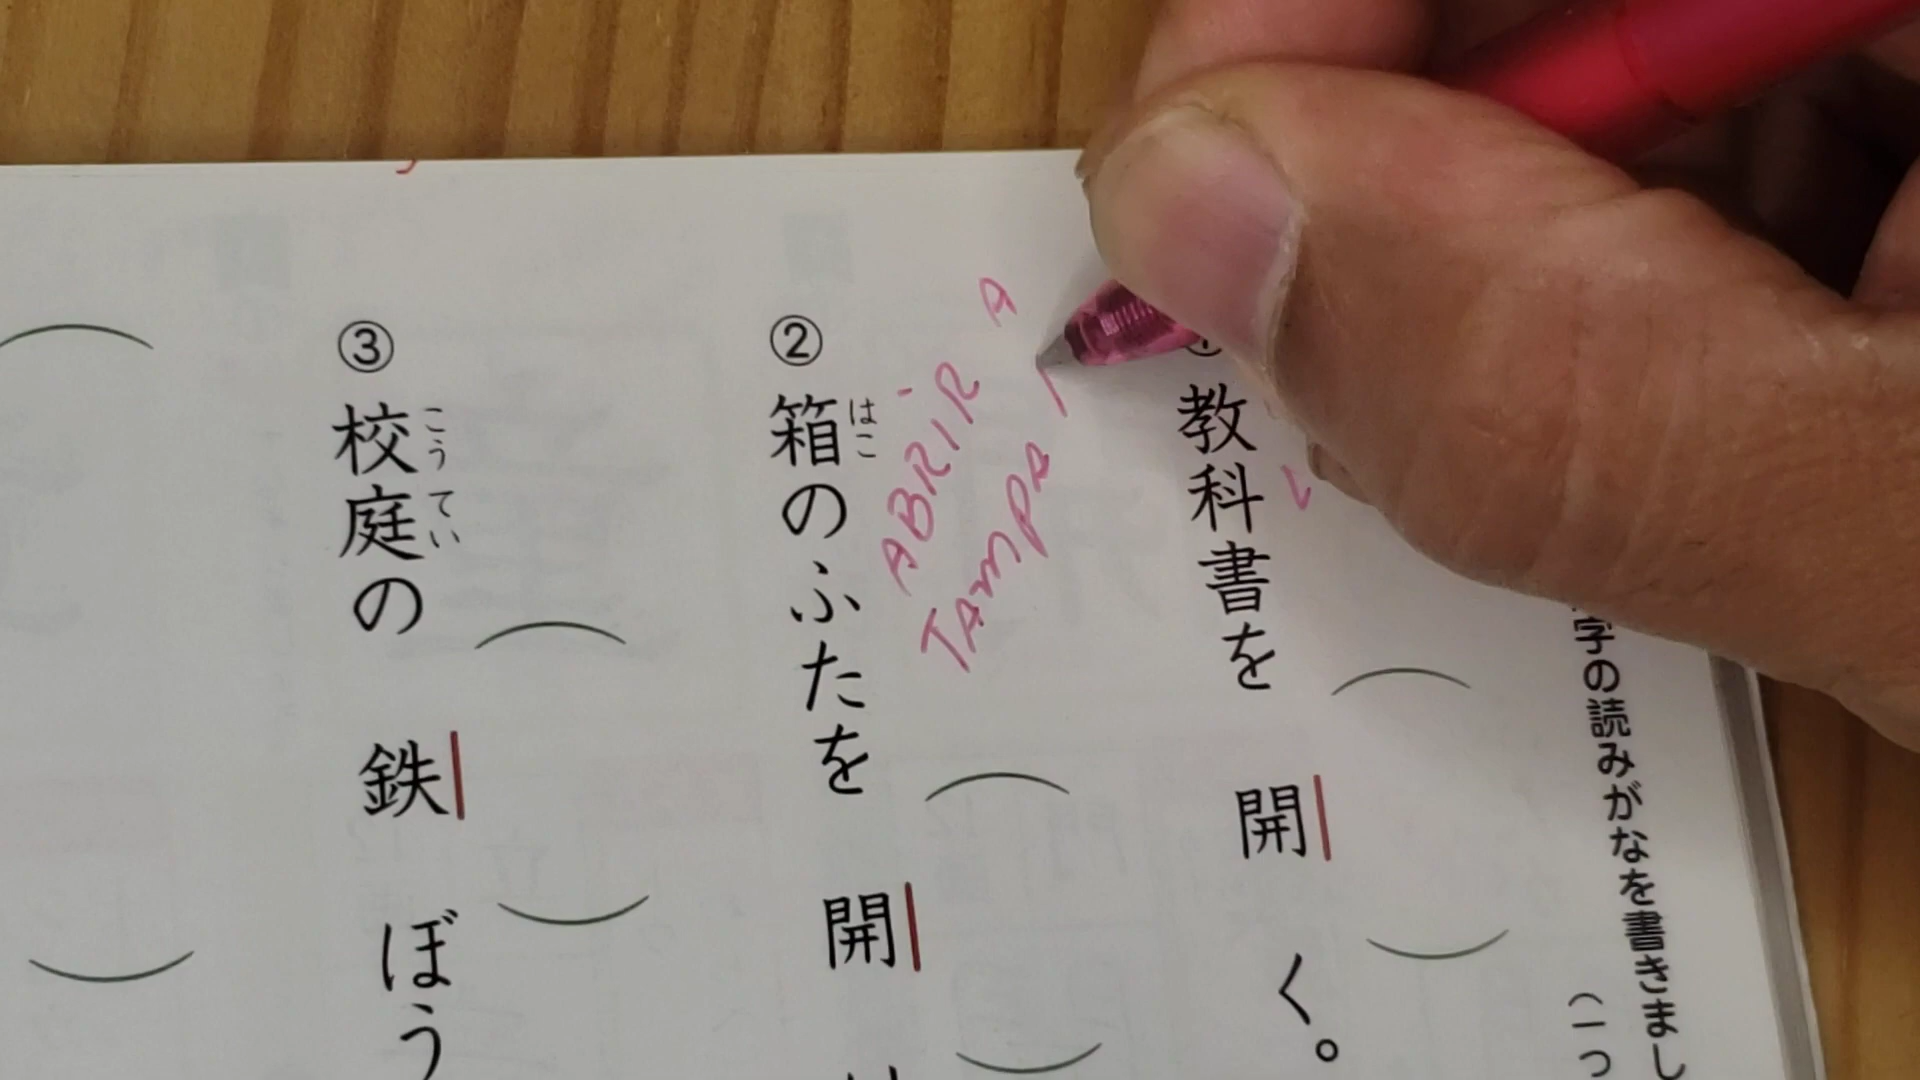 字の読みがなを書きまし
(一つ
教科書を開く。
②箱のふたを開
はこ
ABRIR A
TAMPA
③校庭の鉄ぼう
こうてい